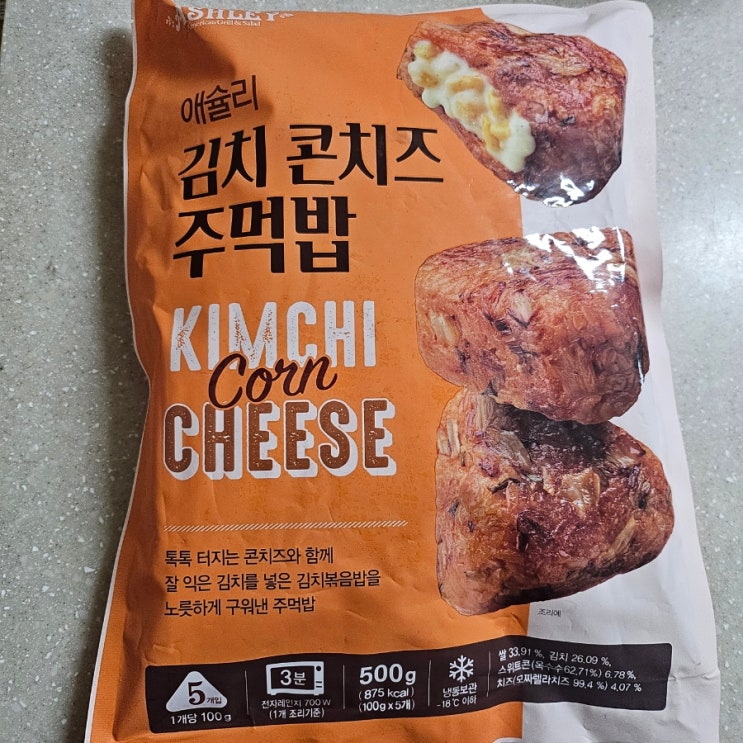 ASHLEY
American Grill & Salad
애슐리
김치 콘치즈
주먹밥
KIMCHI
Corn
CHEESE
톡톡 터지는 콘치즈와 함께
잘 익은 김치를 넣은 김치볶음밥을
노릇하게 구워낸 주먹밥
조리예
5개입
1개당 100g
3분
전자레인지 700W
(1개 조리기준)
500g
(875 kcal)
(100g x 5개)
냉동보관
-18℃ 이하
쌀 33.91 %, 김치 26.09 %,
스위트콘(옥수수62.71%) 6.78%,
치즈(모짜렐라치즈 99.4 %) 4.07 %